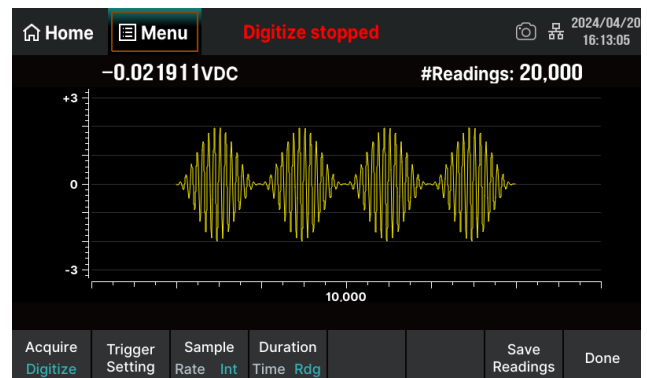 Home
Menu
Digitize stopped
2024/04/20
16:13:05
−0.021911VDC
#Readings: 20,000
+3
0
-3
10,000
Acquire
Digitize
Trigger
Setting
Sample
Rate Int
Duration
Time Rdg
Save
Readings
Done